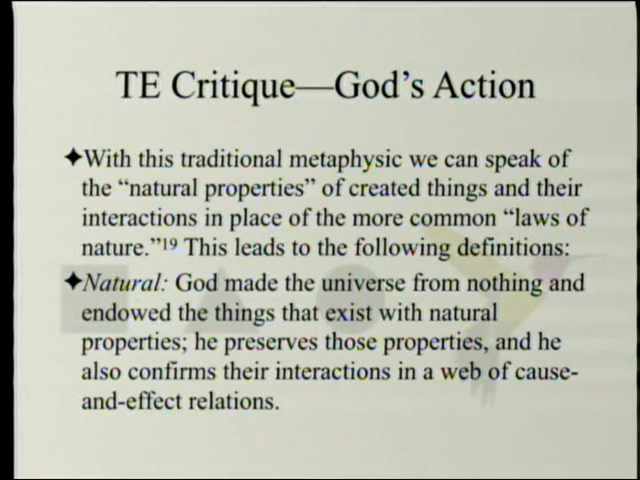 TE Critique—God's Action
✦With this traditional metaphysic we can speak of
the “natural properties” of created things and their
interactions in place of the more common “laws of
nature.”¹⁹ This leads to the following definitions:
✦Natural: God made the universe from nothing and
endowed the things that exist with natural
properties; he preserves those properties, and he
also confirms their interactions in a web of cause-
and-effect relations.